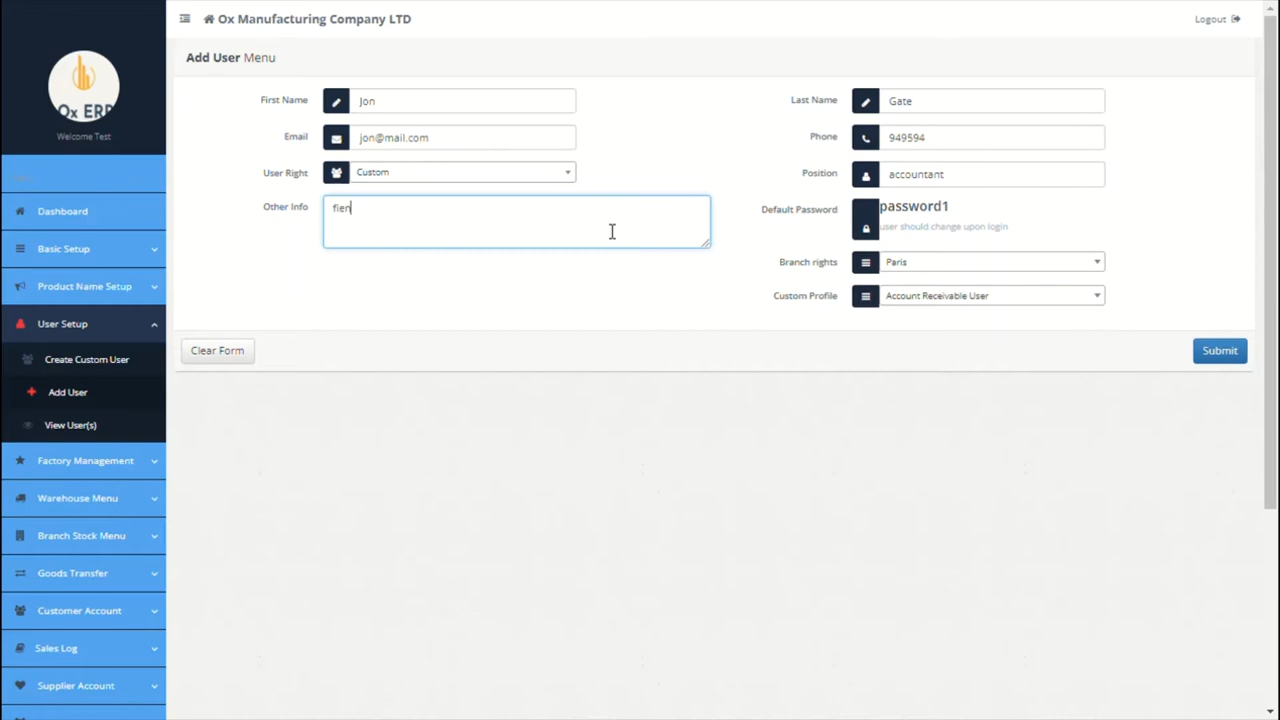 Ox Manufacturing Company LTD
Logout
Ox ERP
Welcome Test
Dashboard
Basic Setup
Product Name Setup
User Setup
Create Custom User
Add User
View User(s)
Factory Management
Warehouse Menu
Branch Stock Menu
Goods Transfer
Customer Account
Sales Log
Supplier Account
Add User Menu
First Name Jon
Last Name Gate
Email jon@mail.com
Phone 949594
User Right Custom
Position accountant
Other Info fien
Default Password password1
user should change upon login
Branch rights Paris
Custom Profile Account Receivable User
Clear Form
Submit